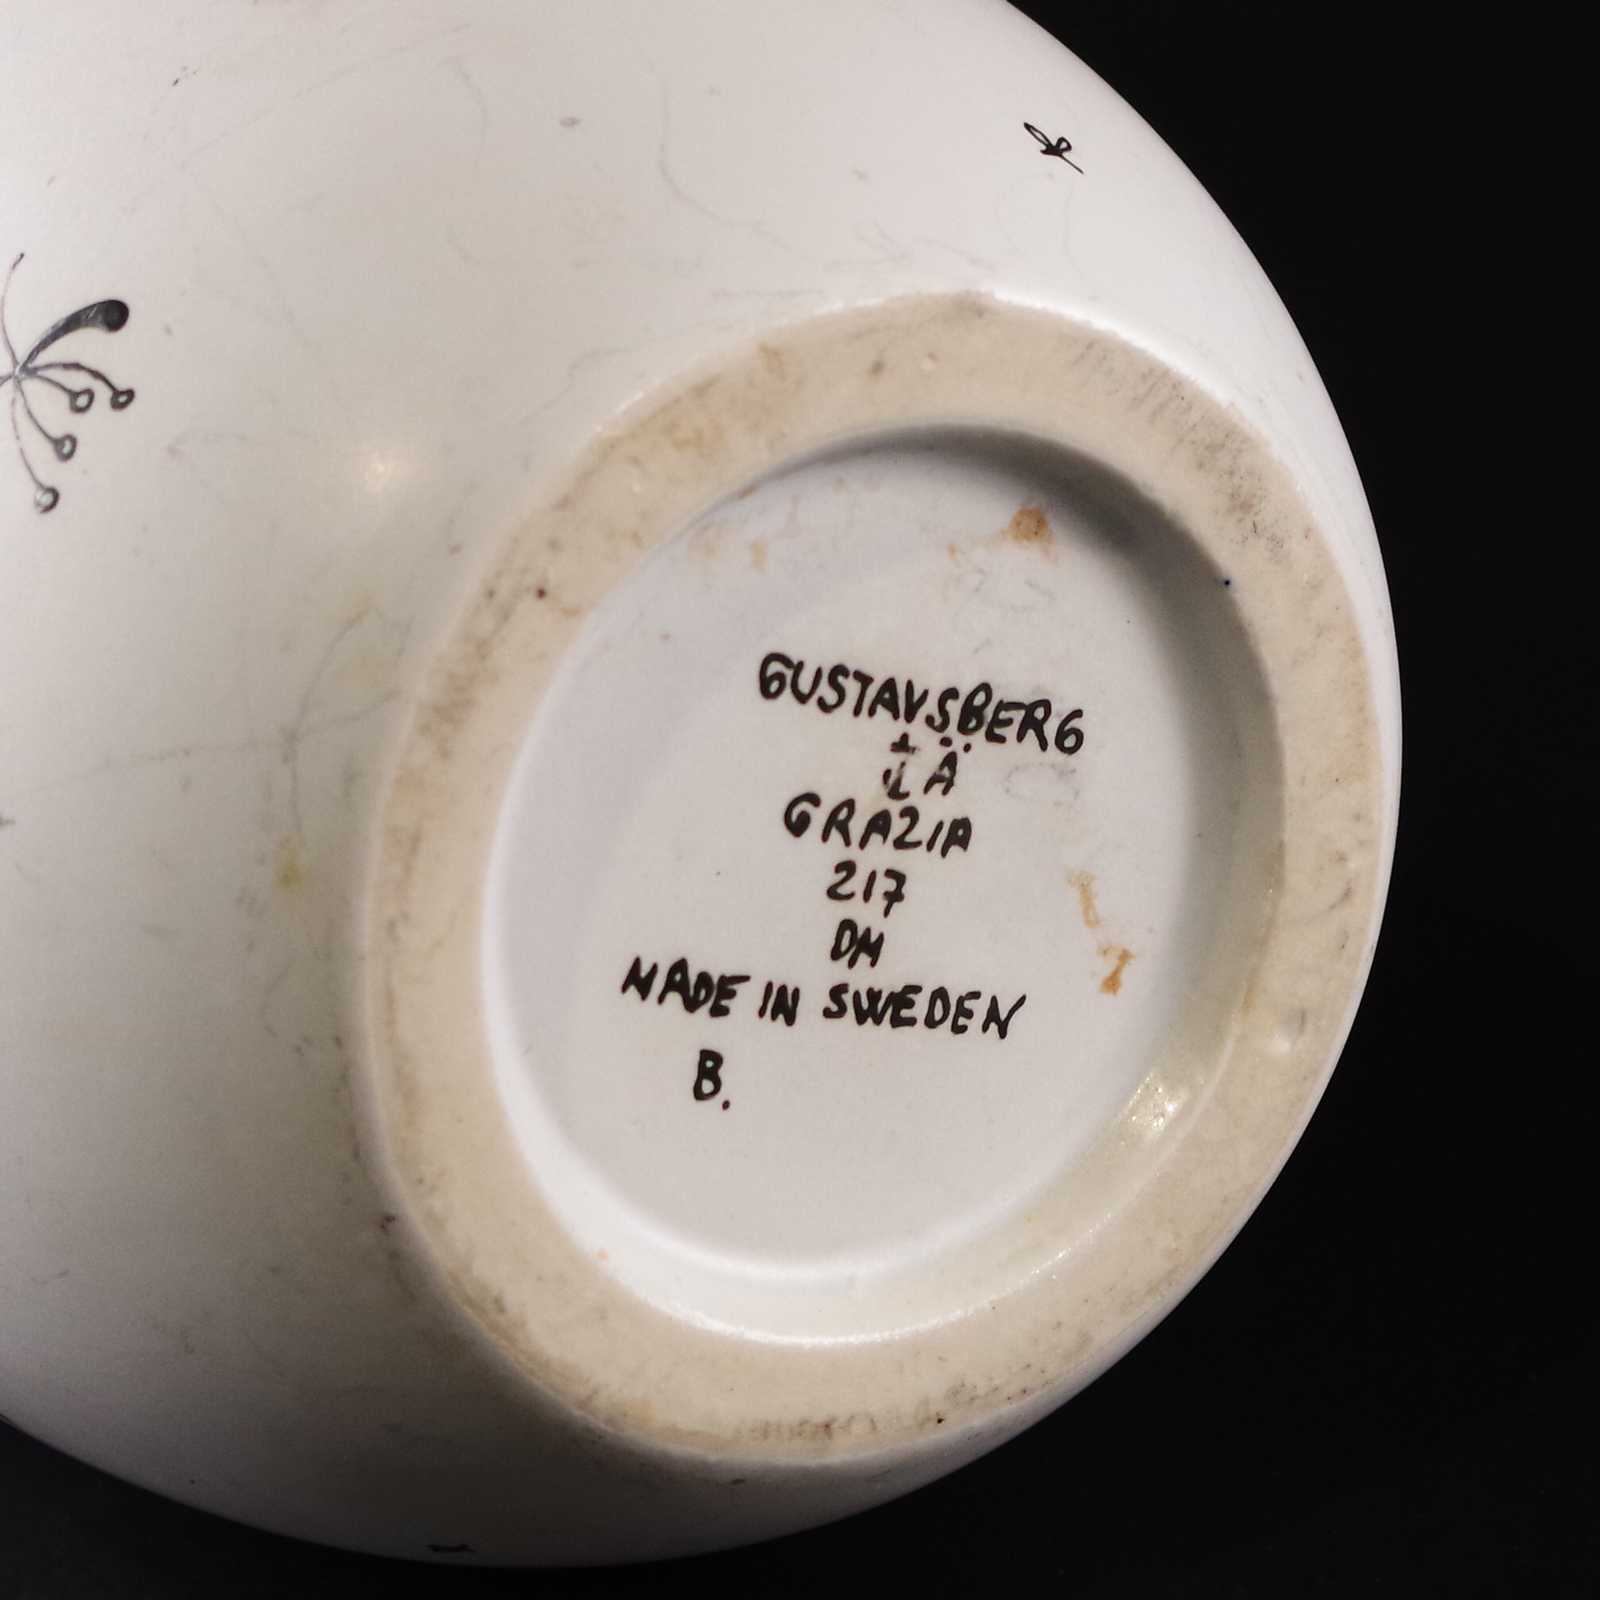 GUSTAVSBERG
GRAZIA
217
DM
MADE IN SWEDEN
B.